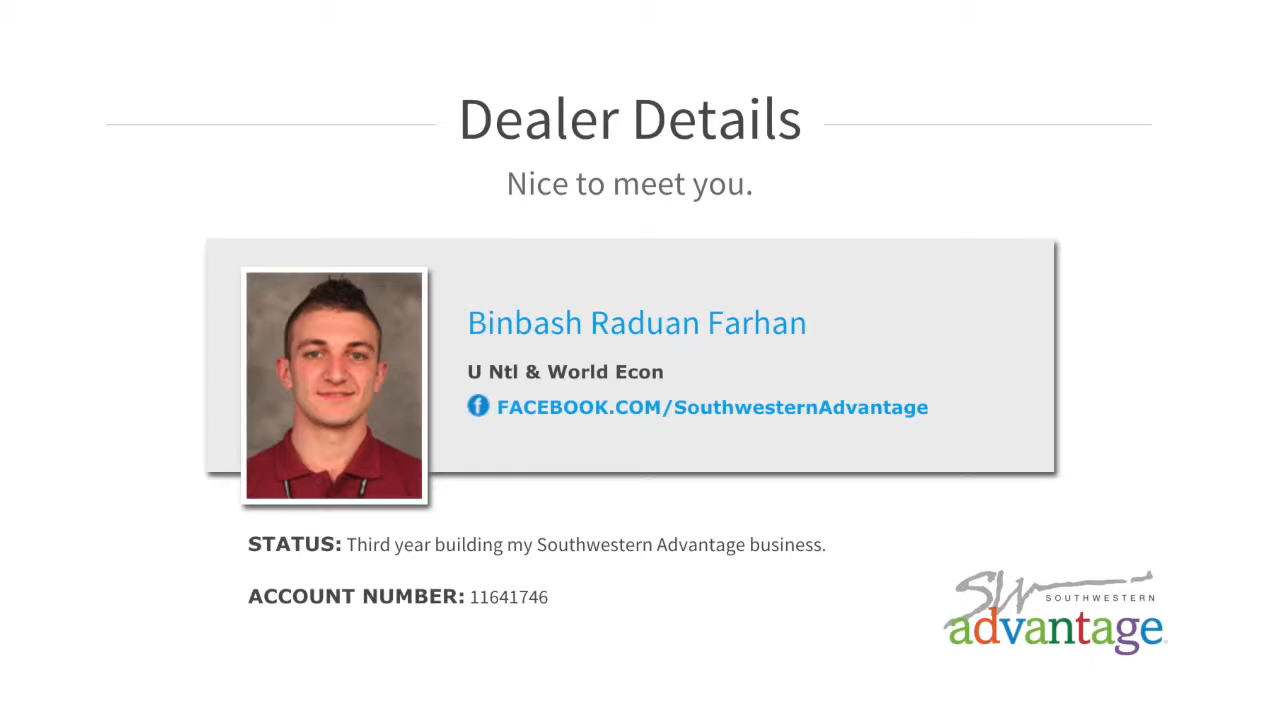 Dealer Details
Nice to meet you.
Binbash Raduan Farhan
U Ntl & World Econ
FACEBOOK.COM/SouthwesternAdvantage
STATUS: Third year building my Southwestern Advantage business.
ACCOUNT NUMBER: 11641746
SW
SOUTHWESTERN
advantage